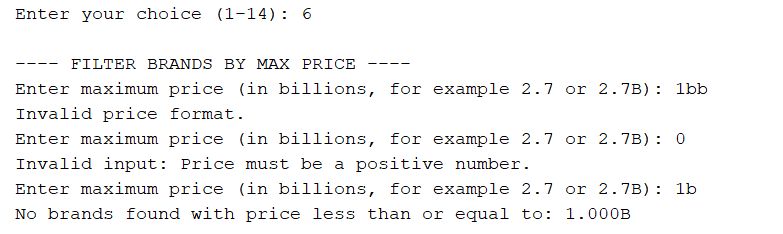 Enter your choice (1-14): 6
---- FILTER BRANDS BY MAX PRICE ----
Enter maximum price (in billions, for example 2.7 or 2.7B): 1bb
Invalid price format.
Enter maximum price (in billions, for example 2.7 or 2.7B): 0
Invalid input: Price must be a positive number.
Enter maximum price (in billions, for example 2.7 or 2.7B): 1b
No brands found with price less than or equal to: 1.000B